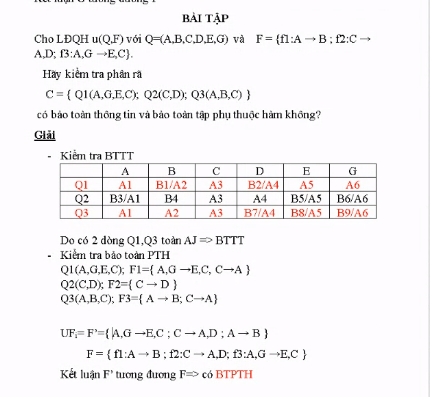 BÀI TẬP
Cho LĐQH u(Q,F) với Q=(A,B,C,D,E,G) và F = {f1:A → B ; f2:C →
A,D; f3:A,G →E,C}.
Hãy kiểm tra phân rã
C = { Q1(A,G,E,C); Q2(C,D); Q3(A,B,C) }
có bảo toàn thông tin và bảo toàn tập phụ thuộc hàm không?
Giải
- Kiểm tra BTTT
A B C D E G
Q1 A1 B1/A2 A3 B2/A4 A5 A6
Q2 B3/A1 B4 A3 A4 B5/A5 B6/A6
Q3 A1 A2 A3 B7/A4 B8/A5 B9/A6
Do có 2 dòng Q1,Q3 toàn AJ => BTTT
- Kiểm tra bảo toàn PTH
Q1(A,G,E,C); F1={ A,G →E,C, C→A }
Q2(C,D); F2={ C → D }
Q3(A,B,C); F3={ A → B; C→A}
UFᵢ= F'={ A,G →E,C ; C → A,D ; A → B }
F = { f1:A → B ; f2:C → A,D; f3:A,G →E,C }
Kết luận F' tương đương F=> có BTPTH